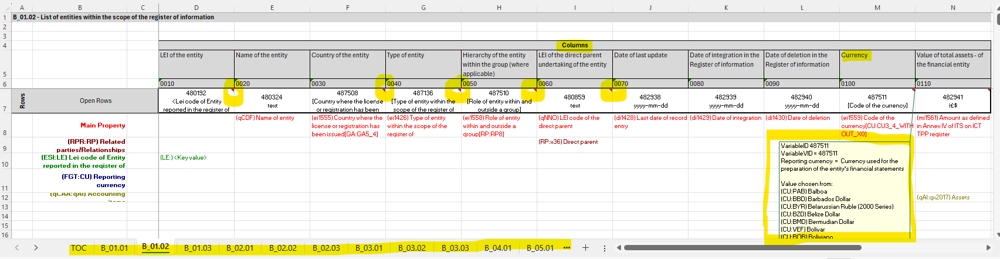 A B C D E F G H I J K L M N
1 B_01.02 - List of entities within the scope of the register of information
2
3
4 Columns
LEI of the entity
Name of the entity
Country of the entity
Type of entity
Hierarchy of the entity
within the group (where
applicable)
LEI of the direct parent
undertaking of the entity
Date of last update
Date of integration in the
Register of information
Date of deletion in the
Register of information
Currency
Value of total assets - of
the financial entity
5
6 0010 0020 0030 0040 0050 0060 0070 0080 0090 0100 0110
7
Rows
Open Rows
480192
<Lei code of Entity
reported in the register of
480324
text
487508
[Country where the license
or registration has been
487136
[Type of entity within the
scope of the register of
487510
[Role of entity within and
outside a group]
480859
text
482938
yyyy-mm-dd
482939
yyyy-mm-dd
482940
yyyy-mm-dd
487511
[Code of the currency]
482941
I£$
8
Main Property
(qCDF) Name of entity
(ei1555) Country where the
license or registration has
been issued[GA:GA5_4]
(ei1426) Type of entity
within the scope of the
register of
(ei1558) Role of entity
within and outside a
group[RP:RP8]
(qNNO) LEI code of the
direct parent
(di1428) Last date of record
entry
(di1429) Date of integration
(di1430) Date of deletion
(ei1559) Code of the
currency[CU:CU3_4_WITH
OUT_X0]
(mi1561) Amount as defined
in Annex IV of ITS on ICT
TPP register
9
(RPR:RP) Related
parties/Relationships
(RP:x36) Direct parent
10
(ESI:LE) Lei code of Entity
reported in the register of
(LE:) <Key value>
11
(FGT:CU) Reporting
currency
12
(qCAA:qAI) Accounting
items
(qAI:qx2017) Assets
13
14
15
16
VariableID 487511
VariableVID = 487511
Reporting currency = Currency used for the
preparation of the entity's financial statements
Value chosen from:
(CU:PAB) Balboa
(CU:BBD) Barbados Dollar
(CU:BYR) Belarussian Ruble (2000 Series)
(CU:BZD) Belize Dollar
(CU:BMD) Bermudian Dollar
(CU:VEF) Bolivar
(CU:BOB) Boliviano
TOC B_01.01 B_01.02 B_01.03 B_02.01 B_02.02 B_02.03 B_03.01 B_03.02 B_03.03 B_04.01 B_05.01 ••• +